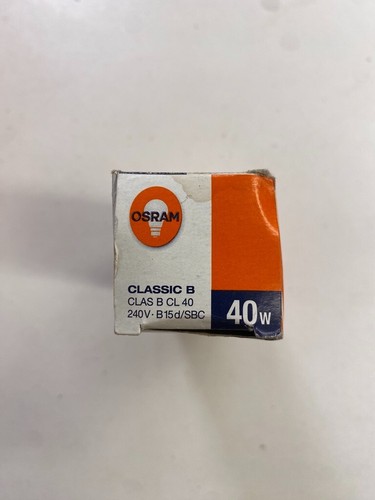 OSRAM
CLASSIC B
CLAS B CL 40
240V· B15d/SBC
40W